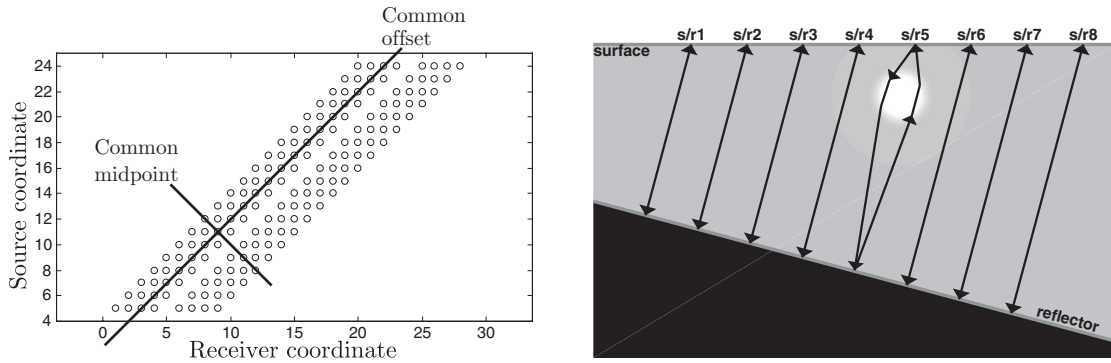 Common
offset
24
22
20
18
16
14
12
10
8
6
4
Source coordinate
Common
midpoint
0 5 10 15 20 25 30
Receiver coordinate
s/r1 s/r2 s/r3 s/r4 s/r5 s/r6 s/r7 s/r8
surface
reflector